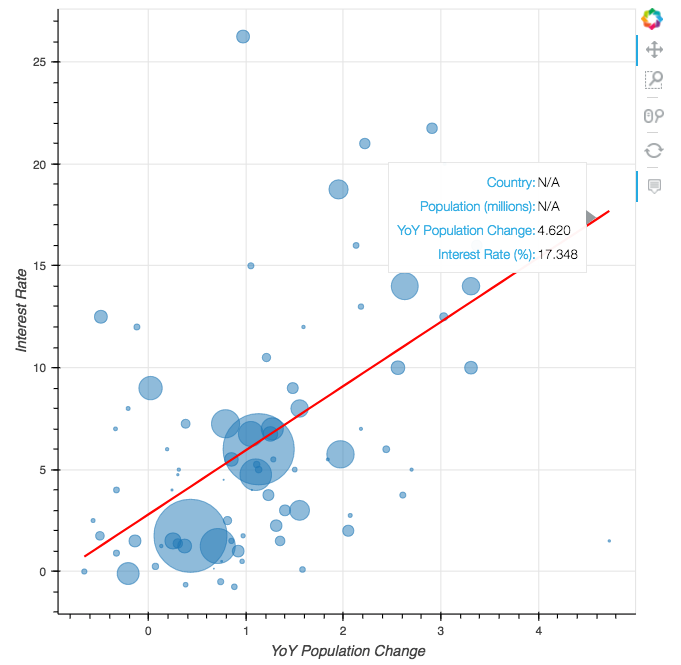 25
20
15
10
5
0
Interest Rate
Country: N/A
Population (millions): N/A
YoY Population Change: 4.620
Interest Rate (%): 17.348
0 1 2 3 4
YoY Population Change